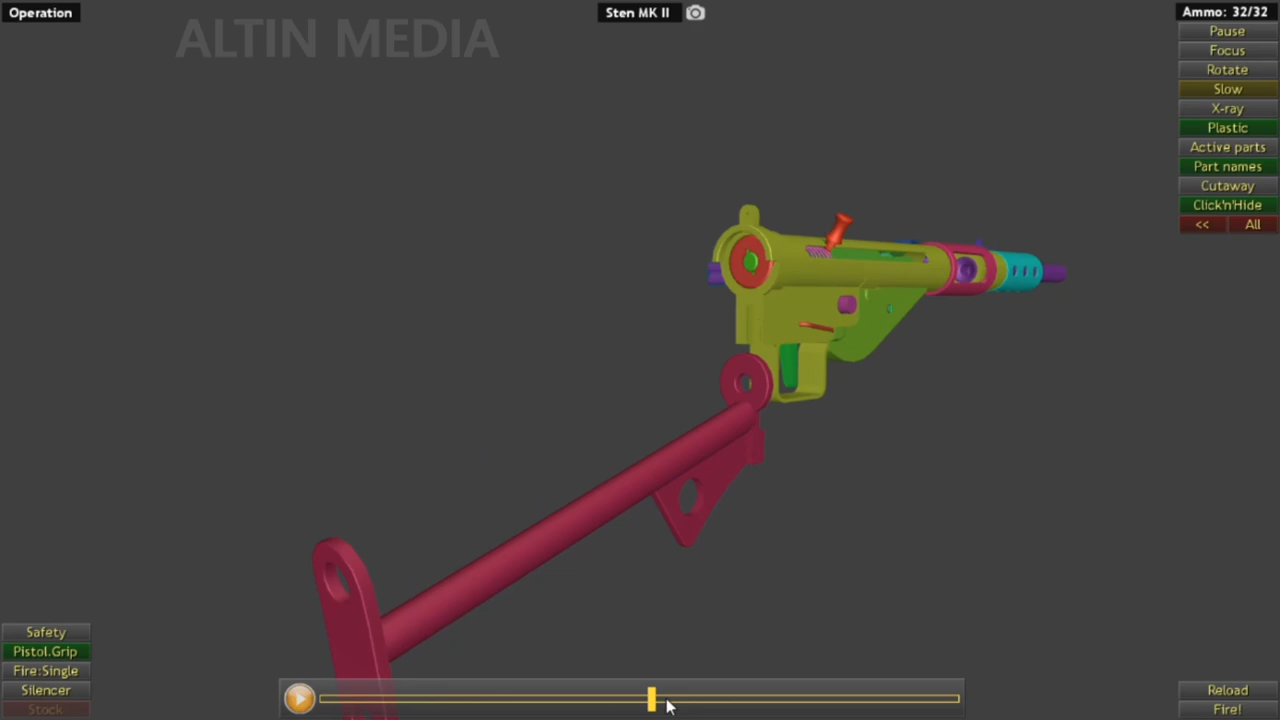 Operation
Sten MK II
Ammo: 32/32
ALTIN MEDIA
Pause
Focus
Rotate
Slow
X-ray
Plastic
Active parts
Part names
Cutaway
Click'n'Hide
<< All
Safety
Pistol.Grip
Fire:Single
Silencer
Stock
Reload
Fire!